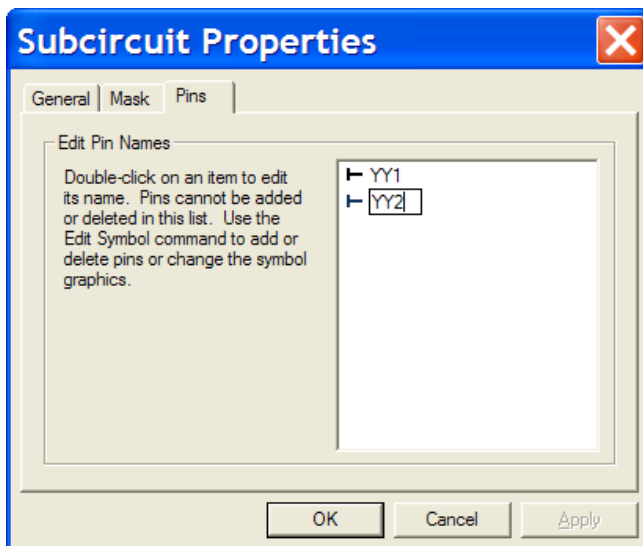 Subcircuit Properties
General Mask Pins
Edit Pin Names
Double-click on an item to edit
its name. Pins cannot be added
or deleted in this list. Use the
Edit Symbol command to add or
delete pins or change the symbol
graphics.
YY1
YY2
OK Cancel Apply